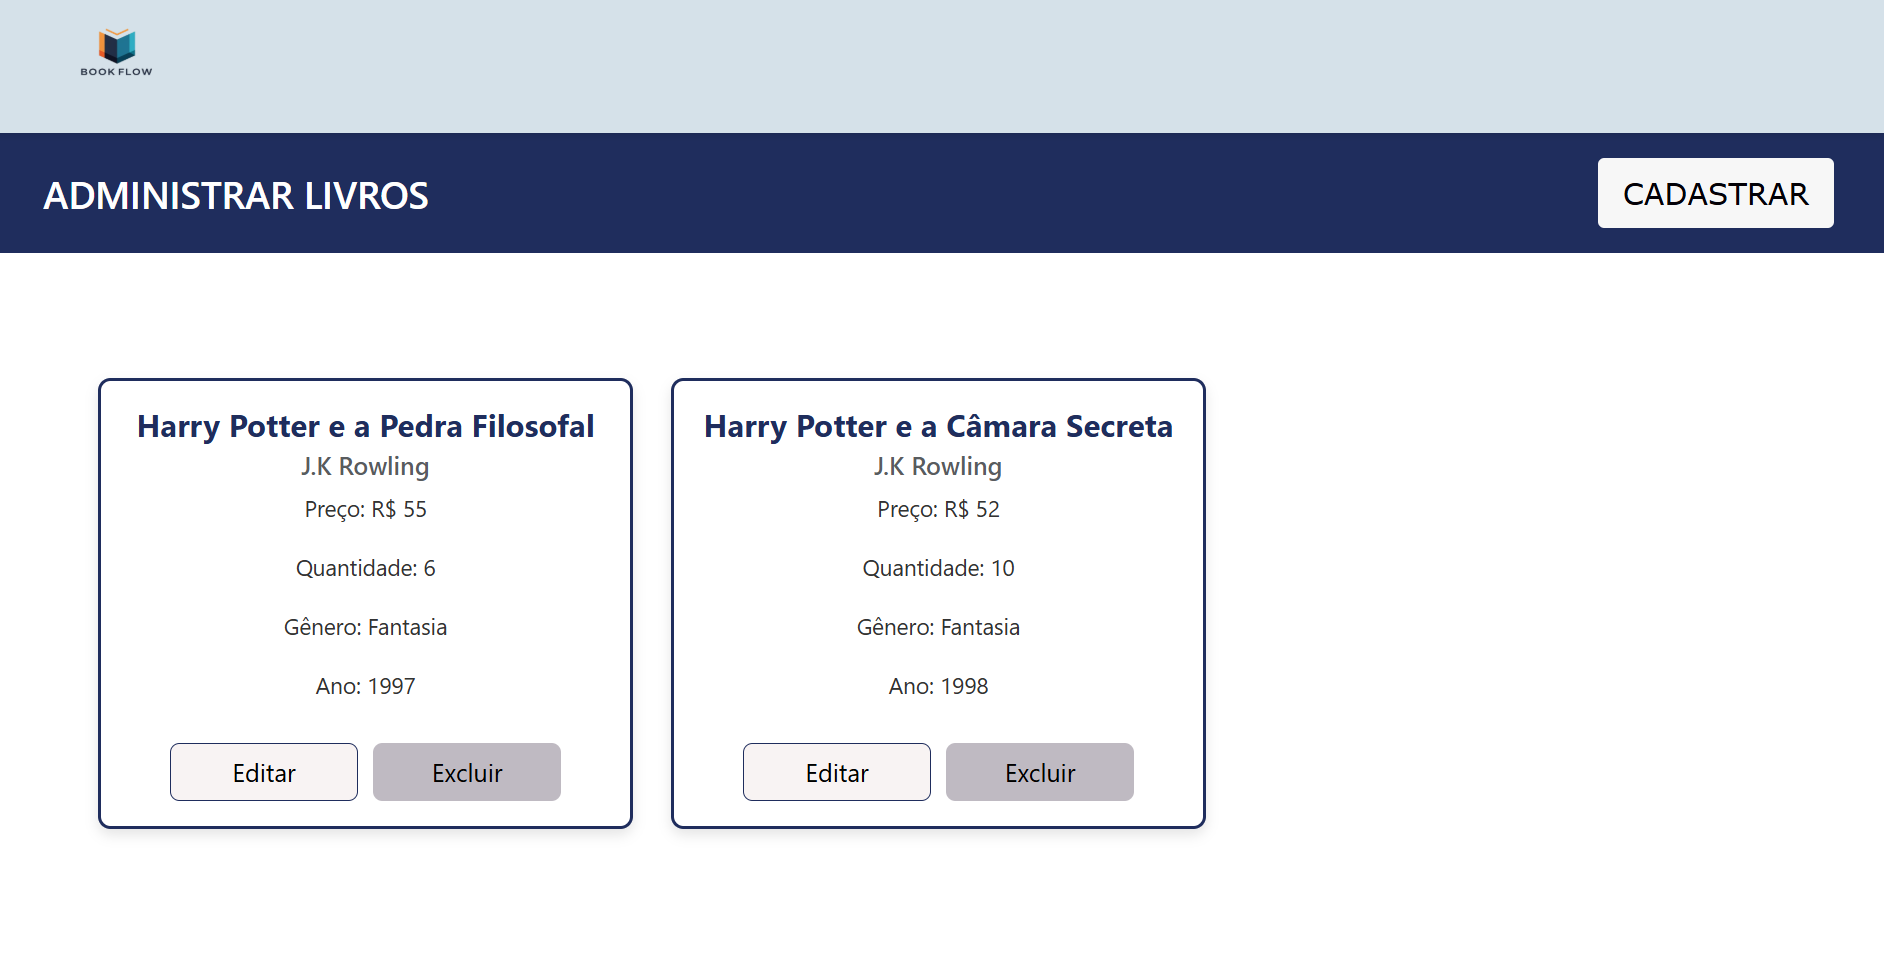 BOOK FLOW
ADMINISTRAR LIVROS
CADASTRAR
Harry Potter e a Pedra Filosofal
J.K Rowling
Preço: R$ 55
Quantidade: 6
Gênero: Fantasia
Ano: 1997
Editar
Excluir
Harry Potter e a Câmara Secreta
J.K Rowling
Preço: R$ 52
Quantidade: 10
Gênero: Fantasia
Ano: 1998
Editar
Excluir